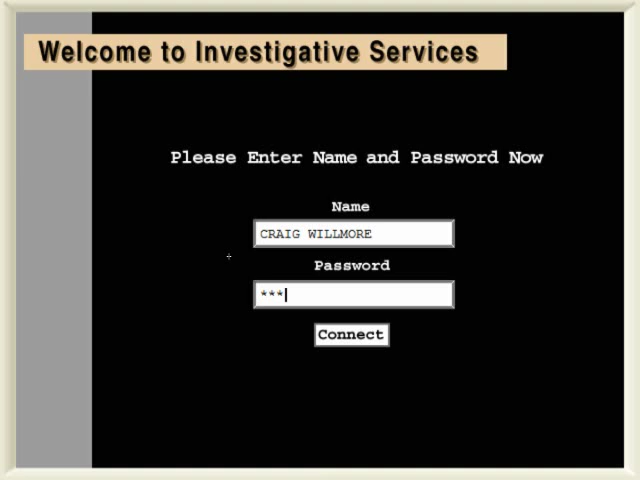 Welcome to Investigative Services
Please Enter Name and Password Now
Name
CRAIG WILLMORE
Password
***
Connect